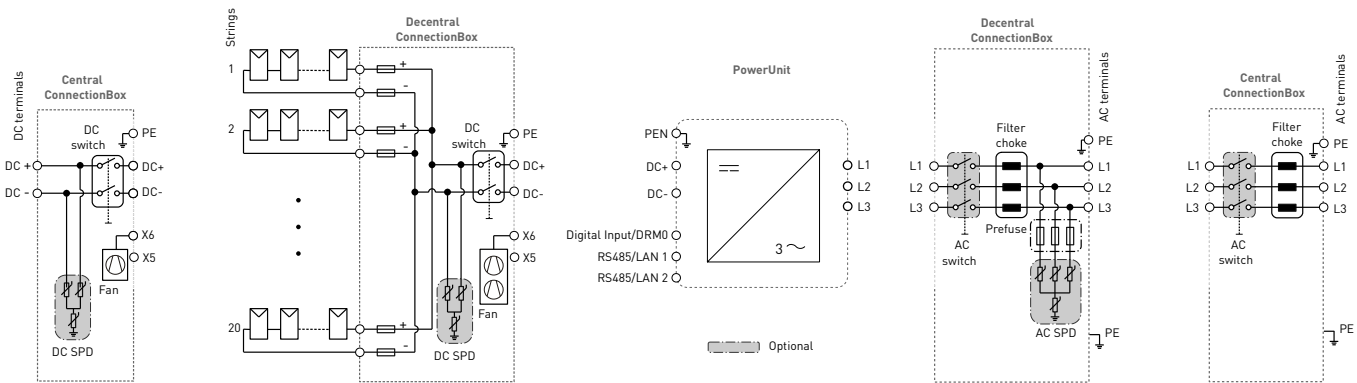 Central
ConnectionBox
DC terminals
DC
switch
PE
DC +
DC+
DC -
DC-
X6
X5
Fan
DC SPD
Strings
Decentral
ConnectionBox
1
+
-
2
+
-
DC
switch
PE
DC+
DC-
X6
X5
Fan
20
+
-
DC SPD
PowerUnit
PEN
DC+
DC-
Digital Input/DRM0
RS485/LAN 1
RS485/LAN 2
L1
L2
L3
3
Optional
Decentral
ConnectionBox
AC terminals
Filter
choke
PE
L1
L1
L2
L2
L3
L3
Prefuse
AC
switch
AC SPD
PE
Central
ConnectionBox
AC terminals
Filter
choke
PE
L1
L1
L2
L2
L3
L3
AC
switch
PE